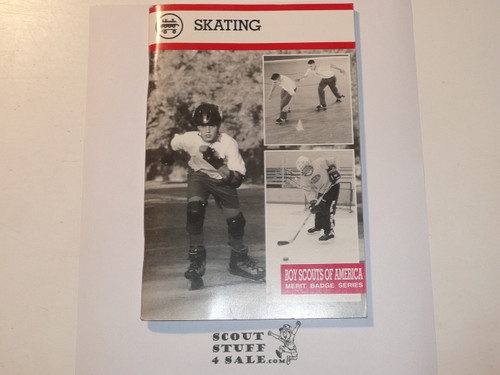 SKATING
BOY SCOUTS OF AMERICA
MERIT BADGE SERIES
SCOUT
STUFF
4 SALE.com